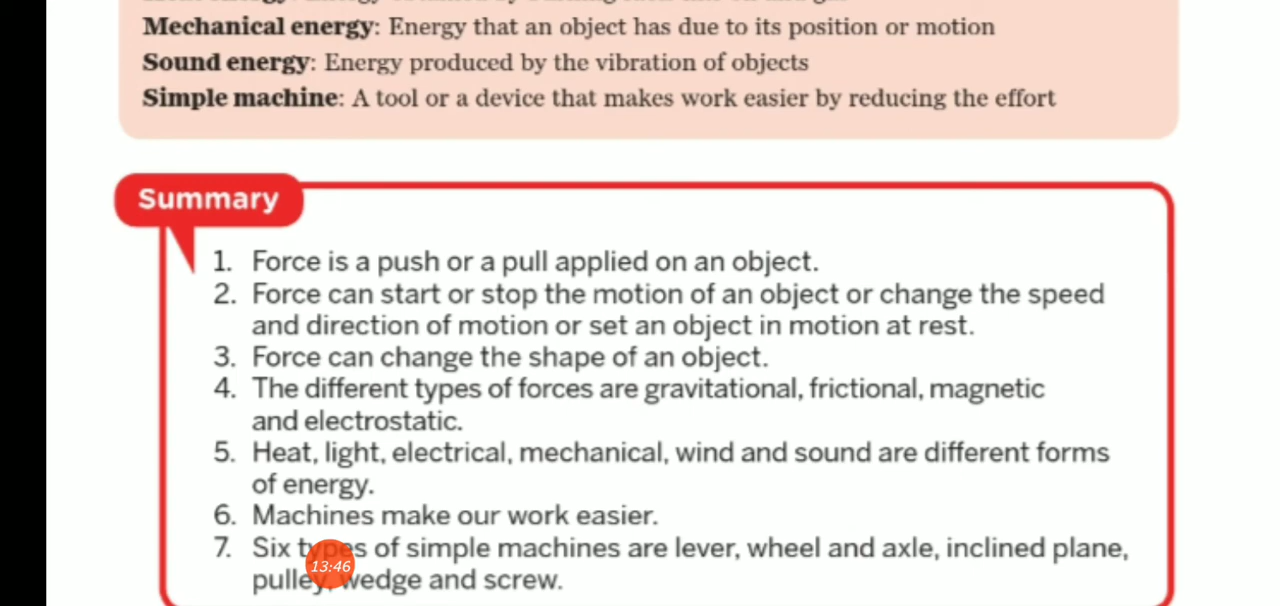 Mechanical energy: Energy that an object has due to its position or motion
Sound energy: Energy produced by the vibration of objects
Simple machine: A tool or a device that makes work easier by reducing the effort
Summary
1. Force is a push or a pull applied on an object.
2. Force can start or stop the motion of an object or change the speed
and direction of motion or set an object in motion at rest.
3. Force can change the shape of an object.
4. The different types of forces are gravitational, frictional, magnetic
and electrostatic.
5. Heat, light, electrical, mechanical, wind and sound are different forms
of energy.
6. Machines make our work easier.
7. Six types of simple machines are lever, wheel and axle, inclined plane,
13:46
pulley, wedge and screw.